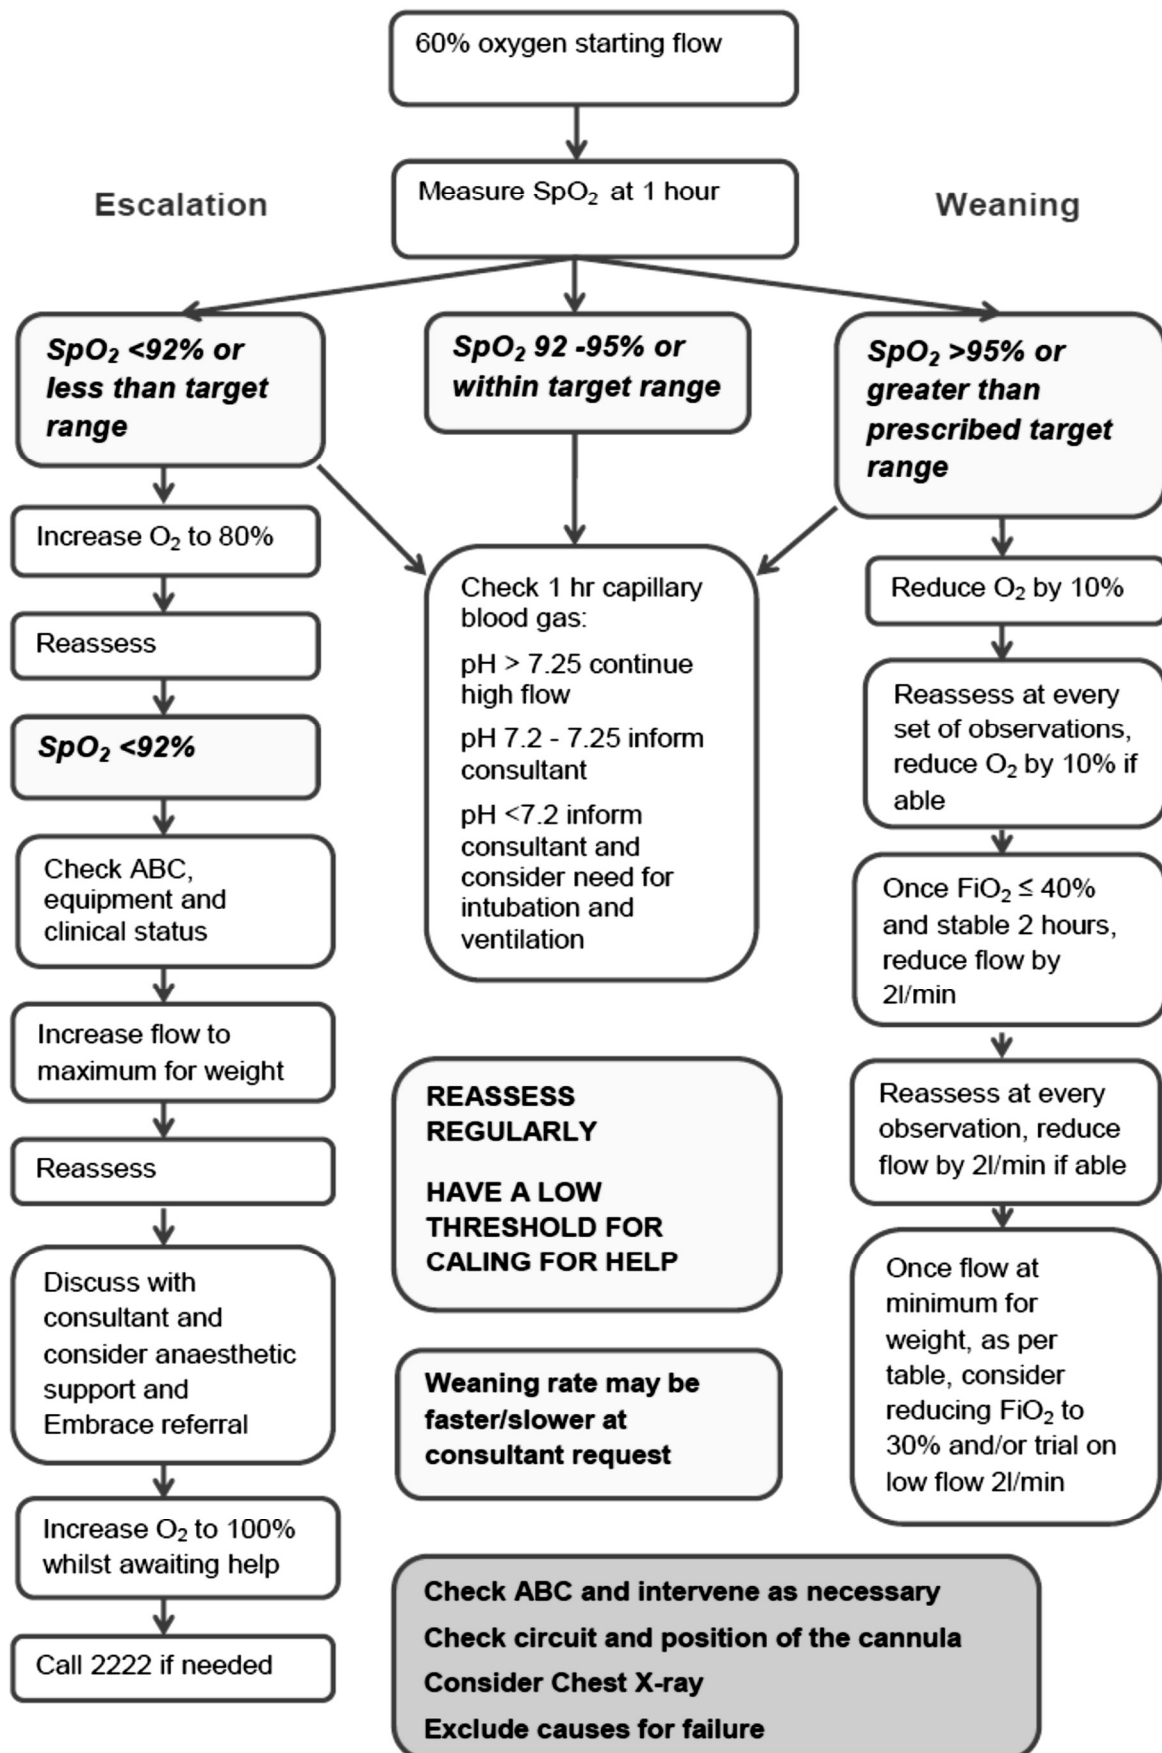 60% oxygen starting flow
Measure SpO₂ at 1 hour
Escalation
Weaning
SpO₂ <92% or
less than target
range
SpO₂ 92 -95% or
within target range
SpO₂ >95% or
greater than
prescribed target
range
Increase O₂ to 80%
Reassess
SpO₂ <92%
Check ABC,
equipment and
clinical status
Increase flow to
maximum for weight
Reassess
Discuss with
consultant and
consider anaesthetic
support and
Embrace referral
Increase O₂ to 100%
whilst awaiting help
Call 2222 if needed
Check 1 hr capillary
blood gas:
pH > 7.25 continue
high flow
pH 7.2 - 7.25 inform
consultant
pH <7.2 inform
consultant and
consider need for
intubation and
ventilation
REASSESS
REGULARLY
HAVE A LOW
THRESHOLD FOR
CALING FOR HELP
Weaning rate may be
faster/slower at
consultant request
Reduce O₂ by 10%
Reassess at every
set of observations,
reduce O₂ by 10% if
able
Once FiO₂ ≤ 40%
and stable 2 hours,
reduce flow by
2l/min
Reassess at every
observation, reduce
flow by 2l/min if able
Once flow at
minimum for
weight, as per
table, consider
reducing FiO₂ to
30% and/or trial on
low flow 2l/min
Check ABC and intervene as necessary
Check circuit and position of the cannula
Consider Chest X-ray
Exclude causes for failure